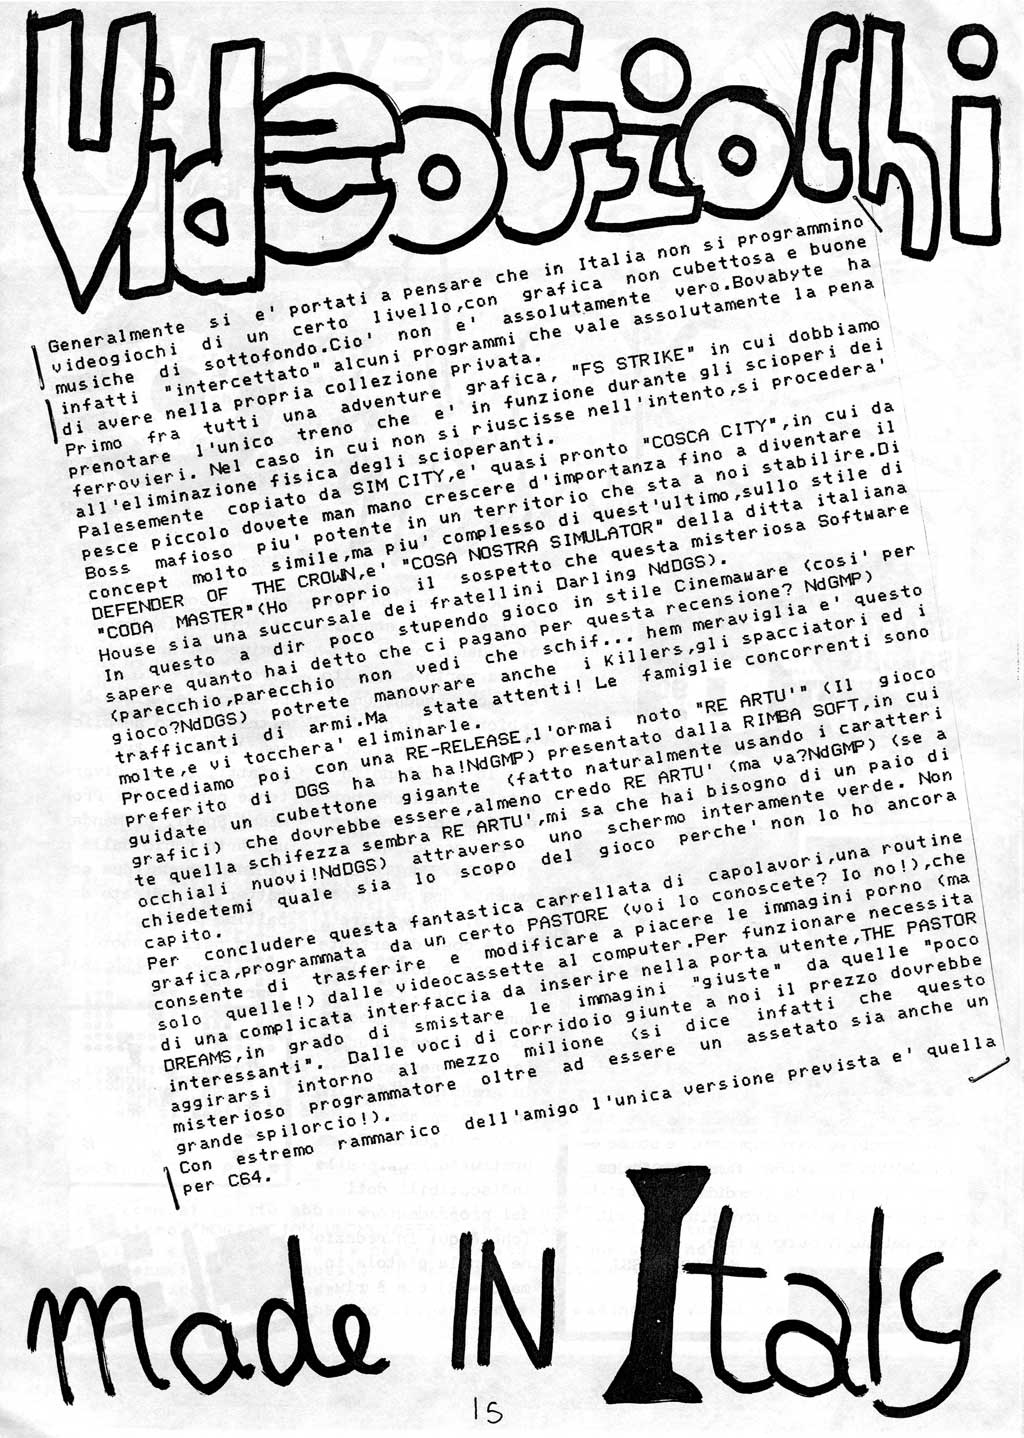 VideoGiochi
Generalmente si e' portati a pensare che in Italia non si programmino
videogiochi di un certo livello,con grafica non cubettosa e buone
musiche di sottofondo.Cio' non e' assolutamente vero.Bovabyte ha
infatti "intercettato" alcuni programmi che vale assolutamente la pena
di avere nella propria collezione privata.
Primo fra tutti una adventure grafica, "FS STRIKE" in cui dobbiamo
prenotare l'unico treno che e' in funzione durante gli scioperi dei
ferrovieri. Nel caso in cui non si riuscisse nell'intento,si procedera'
all'eliminazione fisica degli scioperanti.
Palesemente copiato da SIM CITY,e' quasi pronto "COSCA CITY",in cui da
pesce piccolo dovete man mano crescere d'importanza fino a diventare il
Boss mafioso piu' potente in un territorio che sta a noi stabilire.Di
concept molto simile,ma piu' complesso di quest'ultimo,sullo stile di
DEFENDER OF THE CROWN,e' "COSA NOSTRA SIMULATOR" della ditta italiana
"CODA MASTER"(Ho proprio il sospetto che questa misteriosa Software
House sia una succursale dei fratellini Darling NdDGS).
In questo a dir poco stupendo gioco in stile Cinemaware (cosi' per
sapere quanto hai detto che ci pagano per questa recensione? NdGMP)
(parecchio,parecchio non vedi che schif... hem meraviglia e' questo
gioco?NdDGS) potrete manovrare anche i Killers,gli spacciatori ed i
trafficanti di armi.Ma state attenti! Le famiglie concorrenti sono
molte,e vi tocchera' eliminarle.
Procediamo poi con una RE-RELEASE,l'ormai noto "RE ARTU'" (Il gioco
preferito di DGS ha ha ha!NdGMP) presentato dalla RIMBA SOFT,in cui
guidate un cubettone gigante (fatto naturalmente usando i caratteri
grafici) che dovrebbe essere,almeno credo RE ARTU' (ma va?NdGMP) (se a
te quella schifezza sembra RE ARTU',mi sa che hai bisogno di un paio di
occhiali nuovi!NdDGS) attraverso uno schermo interamente verde. Non
chiedetemi quale sia lo scopo del gioco perche' non lo ho ancora
capito.
Per concludere questa fantastica carrellata di capolavori,una routine
grafica,programmata da un certo PASTORE (voi lo conoscete? Io no!),che
consente di trasferire e modificare a piacere le immagini porno (ma
solo quelle!) dalle videocassette al computer.Per funzionare necessita
di una complicata interfaccia da inserire nella porta utente,THE PASTOR
DREAMS,in grado di smistare le immagini "giuste" da quelle "poco
interessanti". Dalle voci di corridoio giunte a noi il prezzo dovrebbe
aggirarsi intorno al mezzo milione (si dice infatti che questo
misterioso programmatore oltre ad essere un assetato sia anche un
grande spilorcio!).
Con estremo rammarico dell'amigo l'unica versione prevista e' quella
per C64.
made IN Italy
15